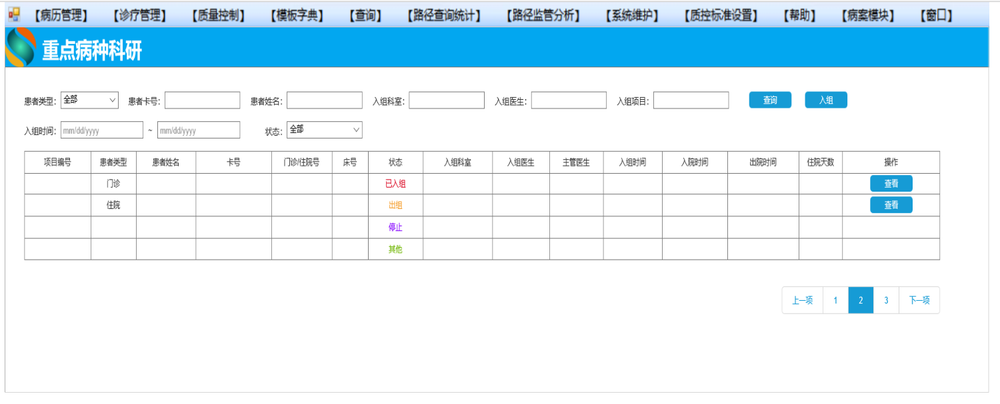 【病历管理】 【诊疗管理】 【质量控制】 【模板字典】 【查询】 【路径查询统计】 【路径监管分析】 【系统维护】 【质控标准设置】 【帮助】 【病案模块】 【窗口】
重点病种科研
患者类型: 全部 患者卡号: 患者姓名: 入组科室: 入组医生: 入组项目: 查询 入组
入组时间: mm/dd/yyyy ~ mm/dd/yyyy 状态: 全部
项目编号 患者类型 患者姓名 卡号 门诊/住院号 床号 状态 入组科室 入组医生 主管医生 入组时间 入院时间 出院时间 住院天数 操作
门诊 已入组 查看
住院 出组 查看
停止
其他
上一项 1 2 3 下一项